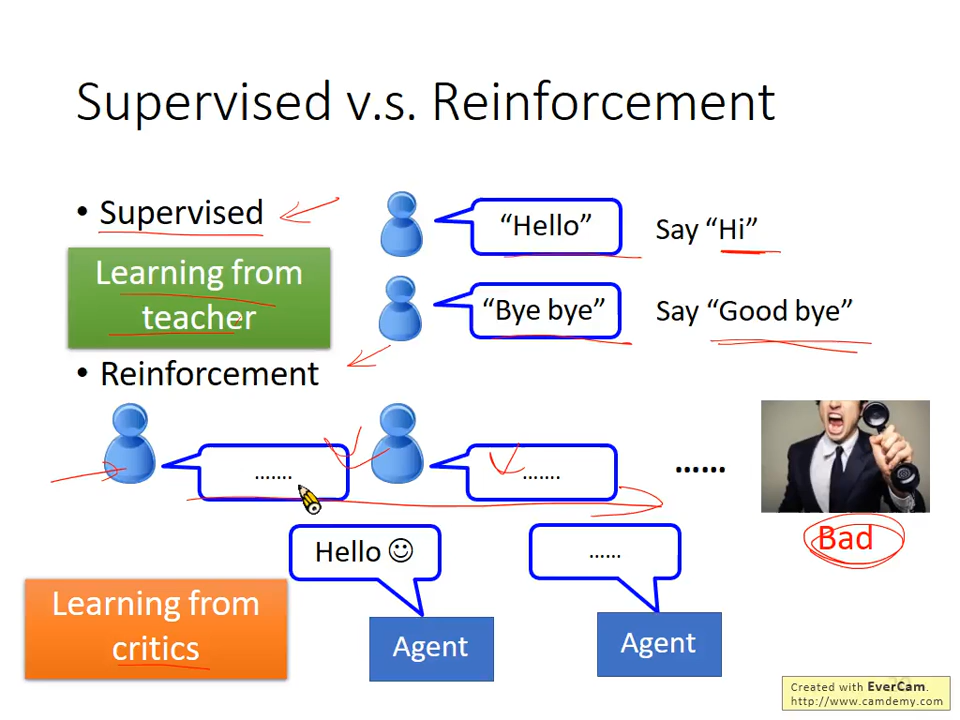 Supervised v.s. Reinforcement
• Supervised
"Hello"
Say "Hi"
Learning from
teacher
"Bye bye"
Say "Good bye"
• Reinforcement
.......
.......
......
Bad
Hello ☺
......
Learning from
critics
Agent
Agent
Created with EverCam.
http://www.camdemy.com